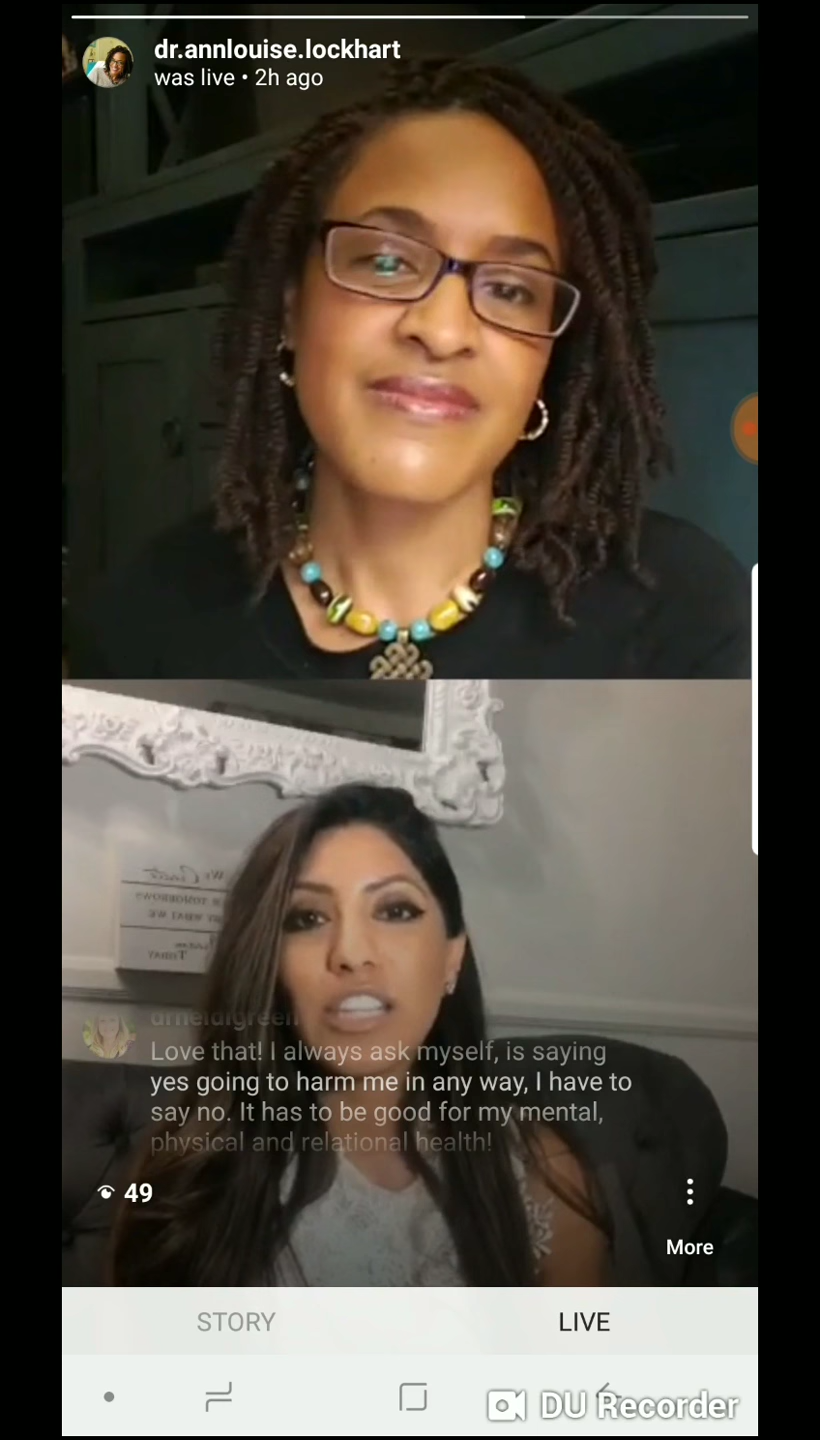 dr.annlouise.lockhart
was live • 2h ago
TODAY
drheidigreen
Love that! I always ask myself, is saying
yes going to harm me in any way, I have to
say no. It has to be good for my mental,
physical and relational health!
49
More
STORY
LIVE
DU Recorder